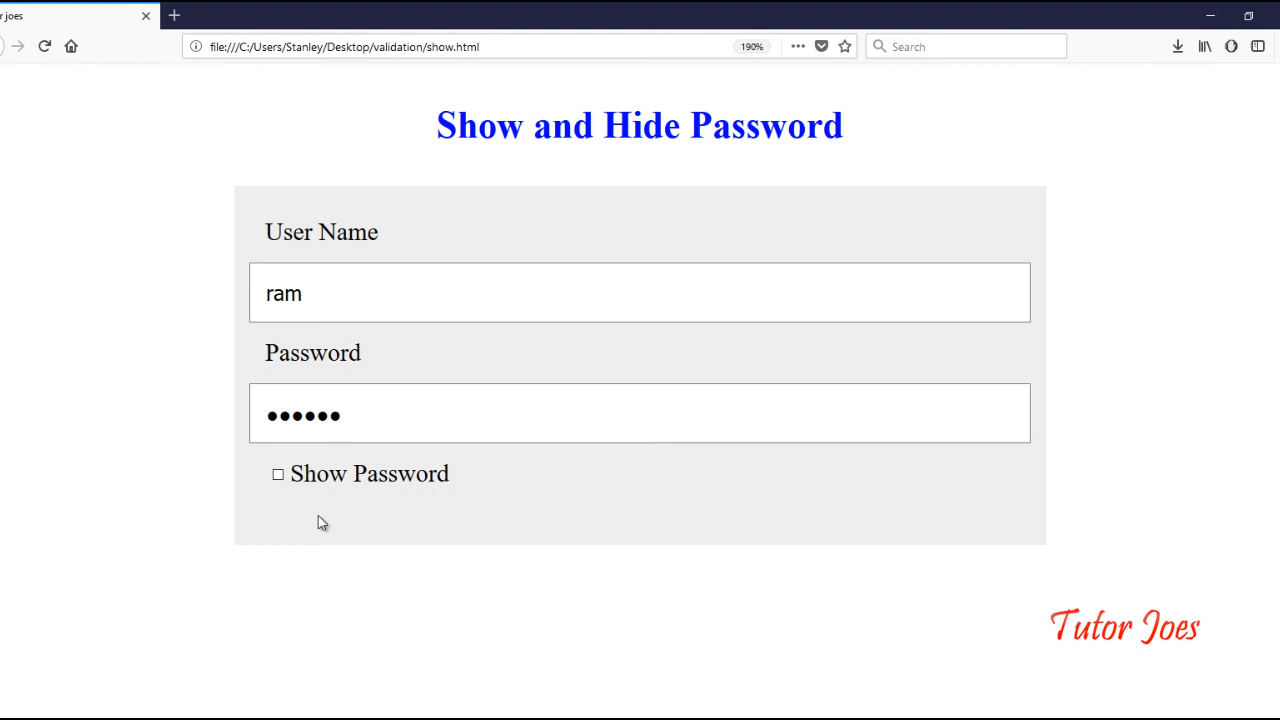 r joes
file:///C:/Users/Stanley/Desktop/validation/show.html
190%
Search
Show and Hide Password
User Name
ram
Password
●●●●●●
Show Password
Tutor Joes